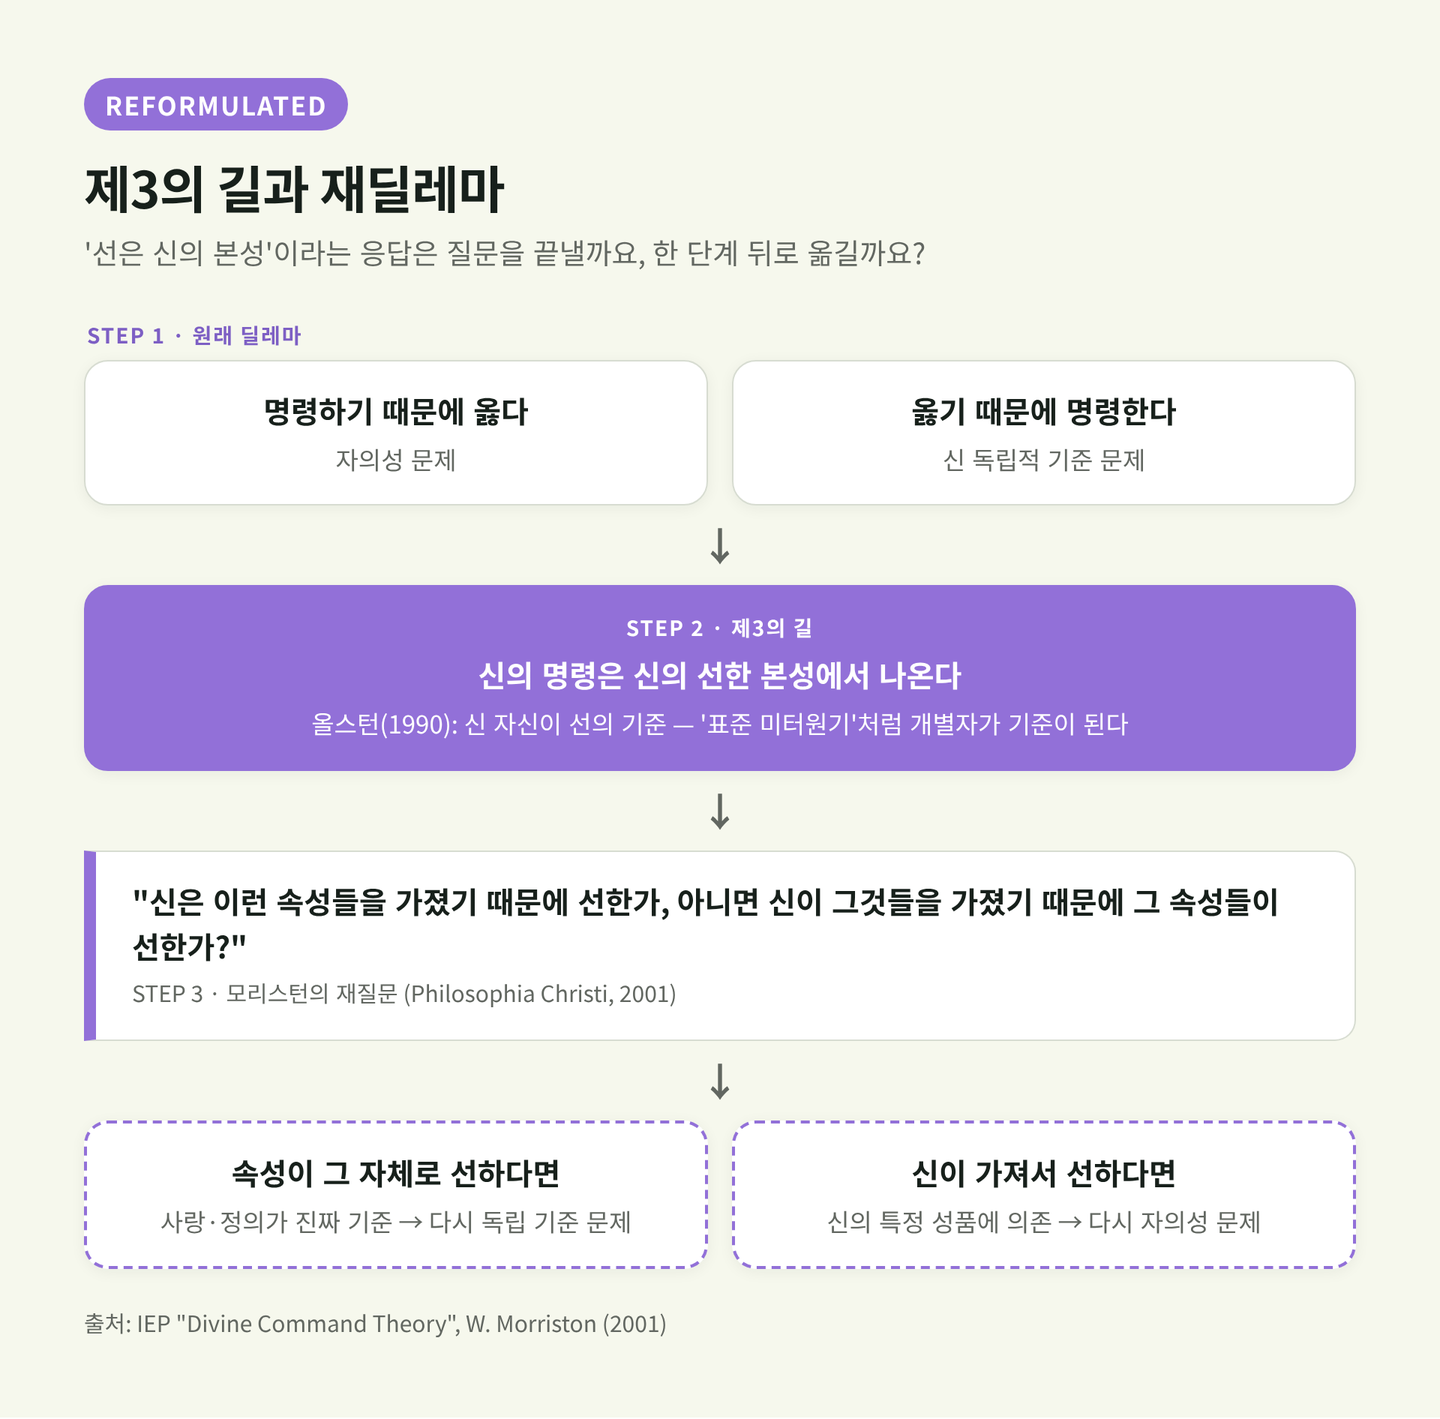 REFORMULATED
제3의 길과 재딜레마
'선은 신의 본성'이라는 응답은 질문을 끝낼까요, 한 단계 뒤로 옮길까요?
STEP 1 · 원래 딜레마
명령하기 때문에 옳다
자의성 문제
옳기 때문에 명령한다
신 독립적 기준 문제
↓
STEP 2 · 제3의 길
신의 명령은 신의 선한 본성에서 나온다
올스턴(1990): 신 자신이 선의 기준 — '표준 미터원기'처럼 개별자가 기준이 된다
↓
"신은 이런 속성들을 가졌기 때문에 선한가, 아니면 신이 그것들을 가졌기 때문에 그 속성들이
선한가?"
STEP 3 · 모리스턴의 재질문 (Philosophia Christi, 2001)
↓
속성이 그 자체로 선하다면
사랑·정의가 진짜 기준 → 다시 독립 기준 문제
신이 가져서 선하다면
신의 특정 성품에 의존 → 다시 자의성 문제
출처: IEP "Divine Command Theory", W. Morriston (2001)